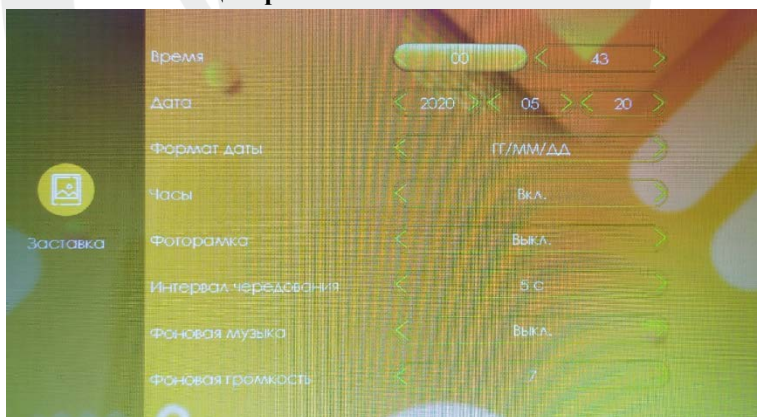 Время 00 43
Дата 2020 05 20
Формат даты ГГ/ММ/ДД
Часы Вкл.
Заставка
Фоторамка Выкл.
Интервал чередования 5 С
Фоновая музыка Выкл.
Фоновая громкость 7